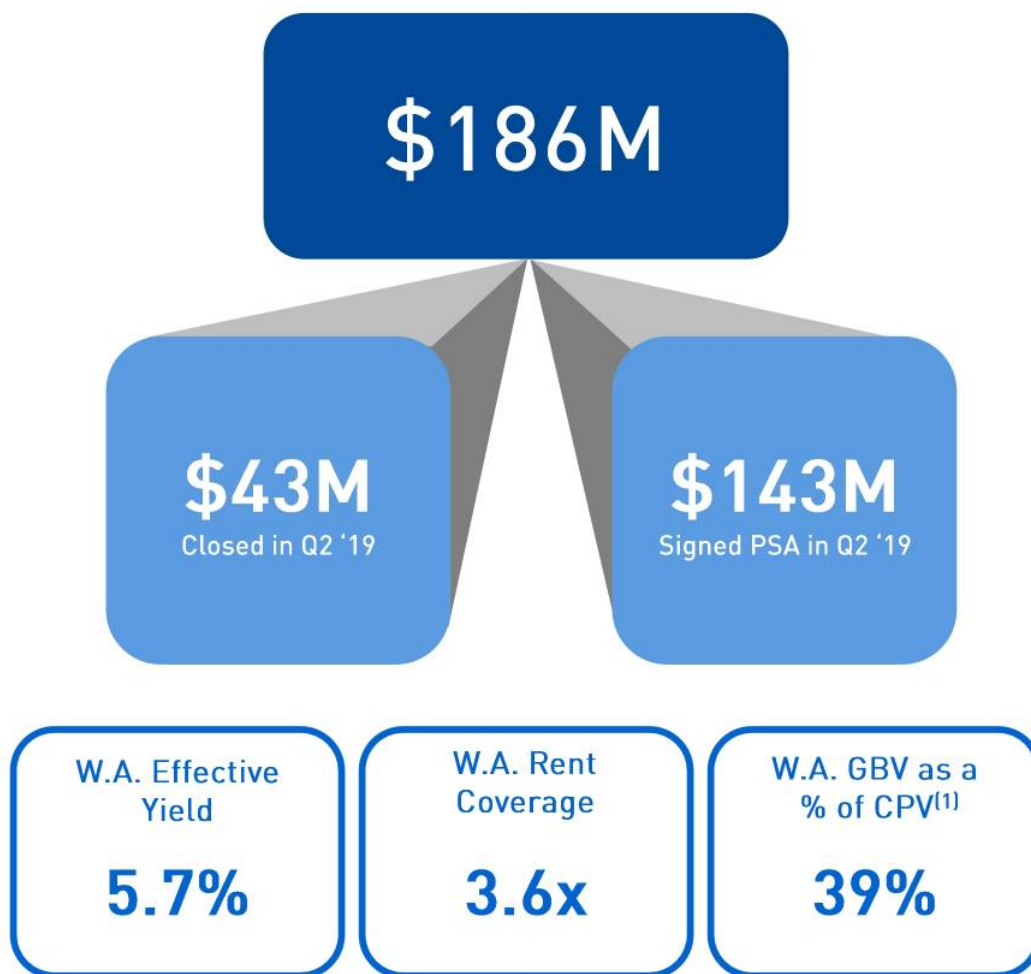 $186M
$43M
Closed in Q2 ‘19
$143M
Signed PSA in Q2 ‘19
W.A. Effective
Yield
5.7%
W.A. Rent
Coverage
3.6x
W.A. GBV as a
% of CPV(1)
39%